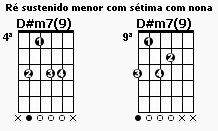 Ré sustenido menor com sétima com nona
D#m7(9) D#m7(9)
4ª 1 9ª 1
2
2 3 4 3 4
x x x x